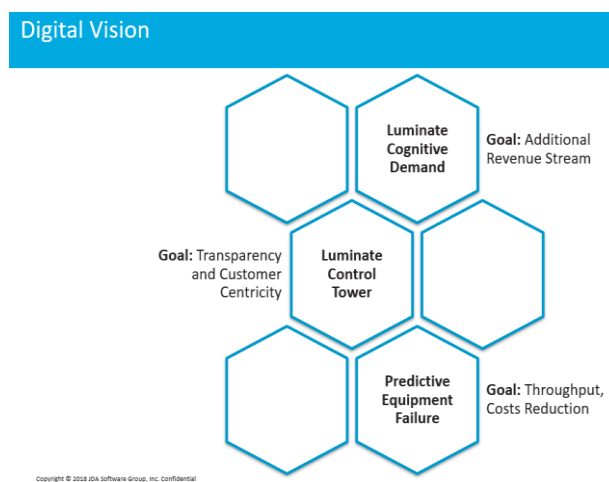 Digital Vision
Luminate
Cognitive
Demand
Goal: Additional
Revenue Stream
Goal: Transparency
and Customer
Centricity
Luminate
Control
Tower
Predictive
Equipment
Failure
Goal: Throughput,
Costs Reduction
Copyright © 2018 JDA Software Group, Inc. Confidential